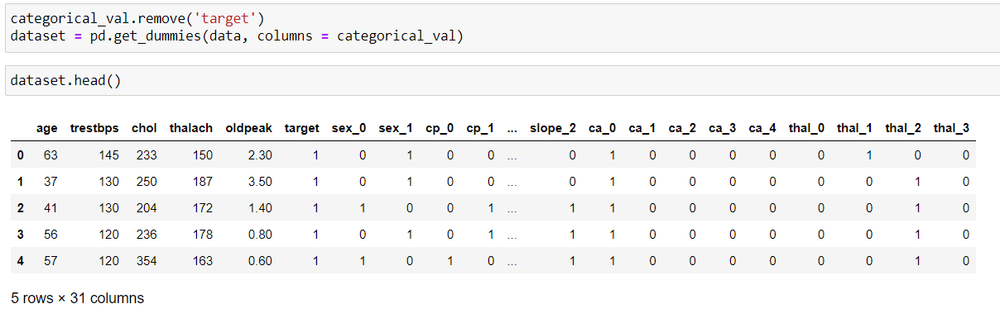 categorical_val.remove('target')
dataset = pd.get_dummies(data, columns = categorical_val)
dataset.head()
age trestbps chol thalach oldpeak target sex_0 sex_1 cp_0 cp_1 ... slope_2 ca_0 ca_1 ca_2 ca_3 ca_4 thal_0 thal_1 thal_2 thal_3
0 63 145 233 150 2.30 1 0 1 0 0 ... 0 1 0 0 0 0 0 1 0 0
1 37 130 250 187 3.50 1 0 1 0 0 ... 0 1 0 0 0 0 0 0 1 0
2 41 130 204 172 1.40 1 1 0 0 1 ... 1 1 0 0 0 0 0 0 1 0
3 56 120 236 178 0.80 1 0 1 0 1 ... 1 1 0 0 0 0 0 0 1 0
4 57 120 354 163 0.60 1 1 0 1 0 ... 1 1 0 0 0 0 0 0 1 0
5 rows × 31 columns